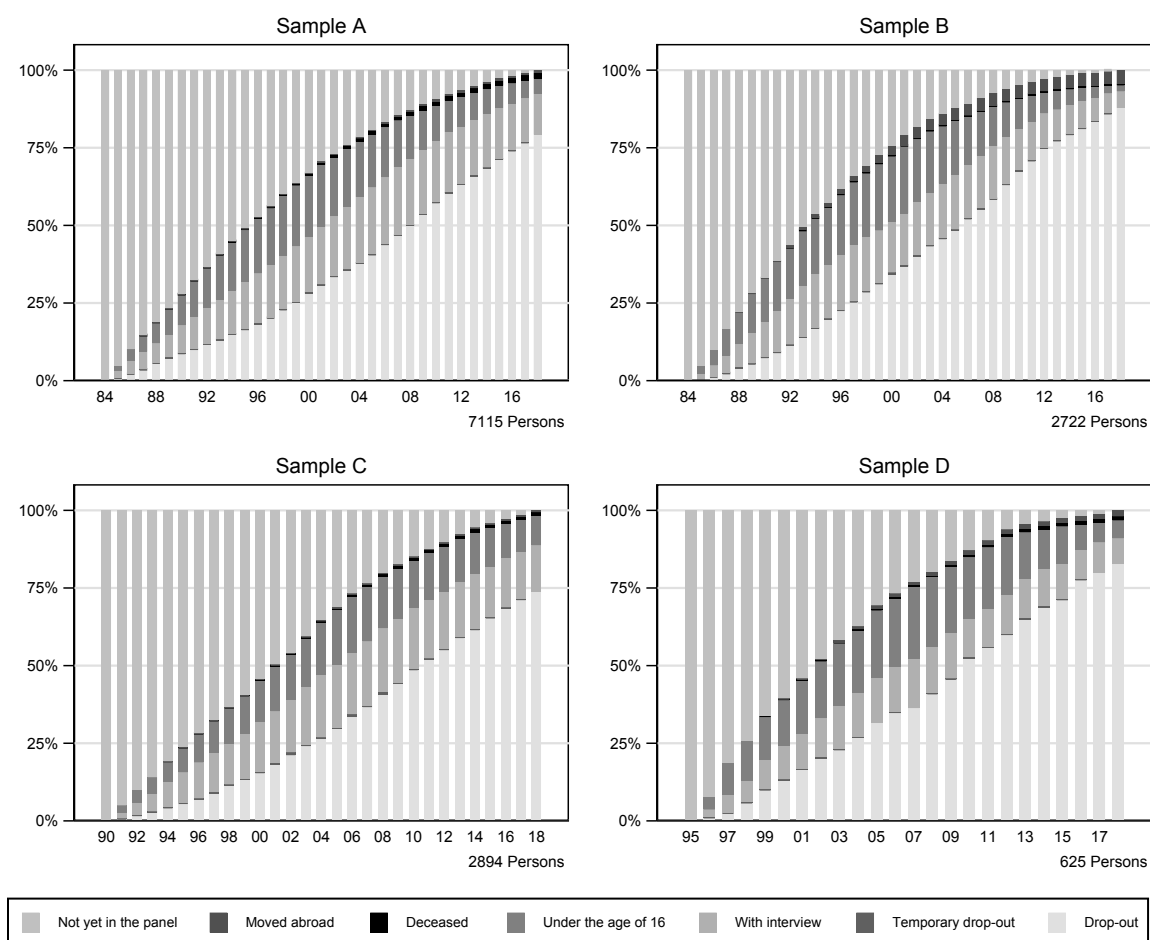 Sample A
100%
75%
50%
25%
0%
84 88 92 96 00 04 08 12 16
7115 Persons
Sample B
100%
75%
50%
25%
0%
84 88 92 96 00 04 08 12 16
2722 Persons
Sample C
100%
75%
50%
25%
0%
90 92 94 96 98 00 02 04 06 08 10 12 14 16 18
2894 Persons
Sample D
100%
75%
50%
25%
0%
95 97 99 01 03 05 07 09 11 13 15 17
625 Persons
Not yet in the panel Moved abroad Deceased Under the age of 16 With interview Temporary drop-out Drop-out